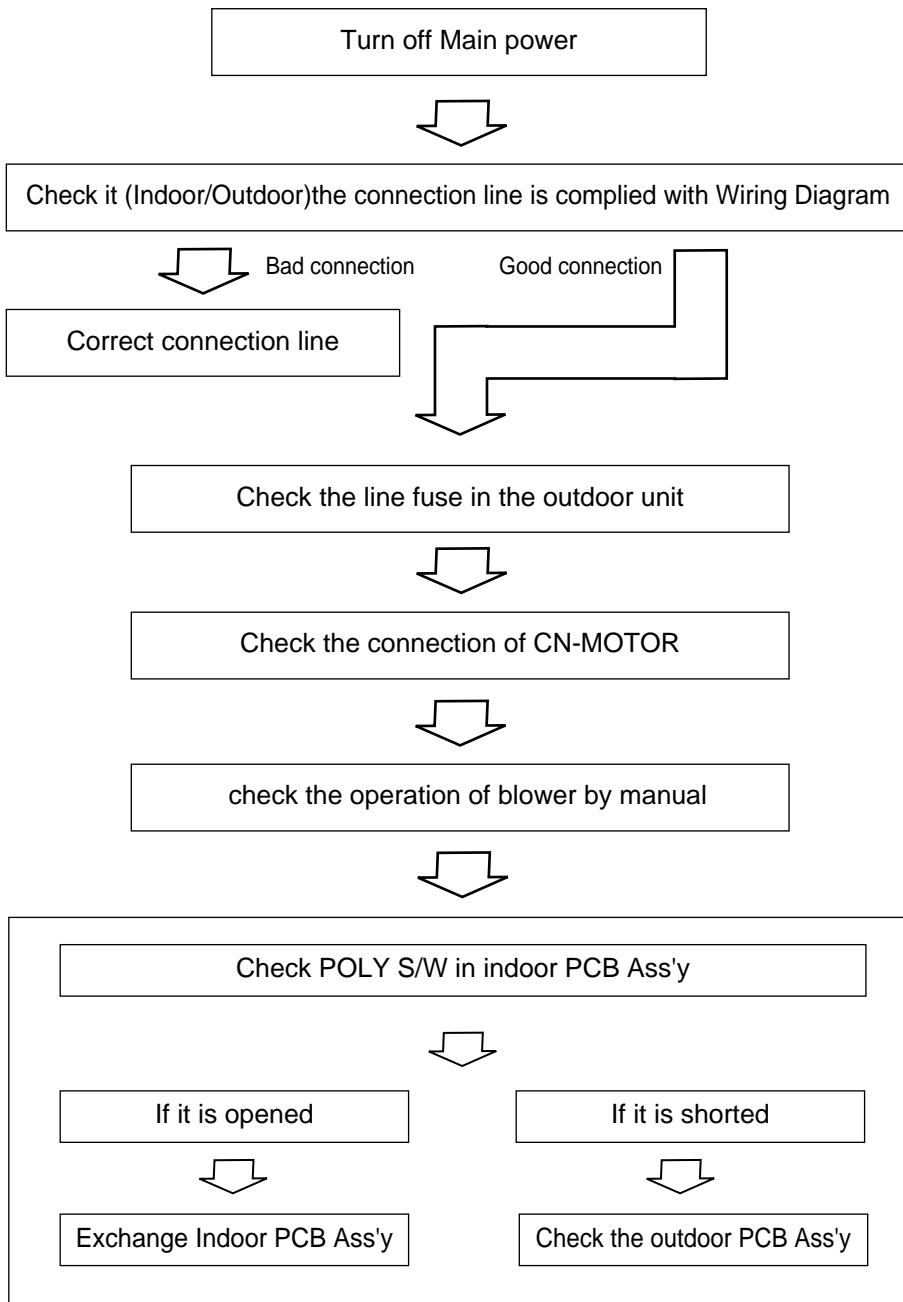 Turn off Main power
Check it (Indoor/Outdoor)the connection line is complied with Wiring Diagram
Bad connection
Good connection
Correct connection line
Check the line fuse in the outdoor unit
Check the connection of CN-MOTOR
check the operation of blower by manual
Check POLY S/W in indoor PCB Ass'y
If it is opened
If it is shorted
Exchange Indoor PCB Ass'y
Check the outdoor PCB Ass'y